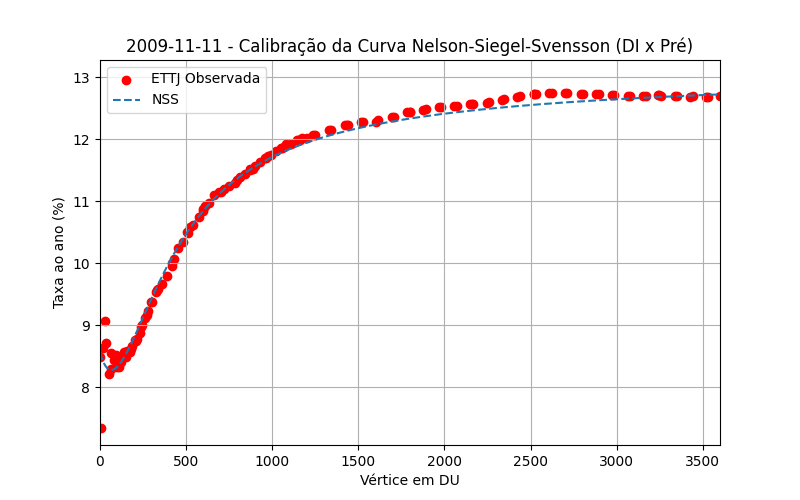 2009-11-11 - Calibração da Curva Nelson-Siegel-Svensson (DI x Pré)
ETTJ Observada
NSS
Taxa ao ano (%)
13
12
11
10
9
8
0 500 1000 1500 2000 2500 3000 3500
Vértice em DU